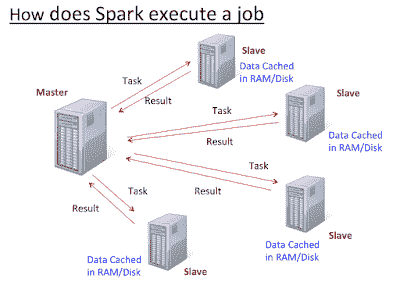 How does Spark execute a job
Slave
Data Cached
in RAM/Disk
Task
Result
Master
Task
Result
Slave
Data Cached
in RAM/Disk
Task
Result
Slave
Data Cached
in RAM/Disk
Task
Result
Data Cached
in RAM/Disk
Slave